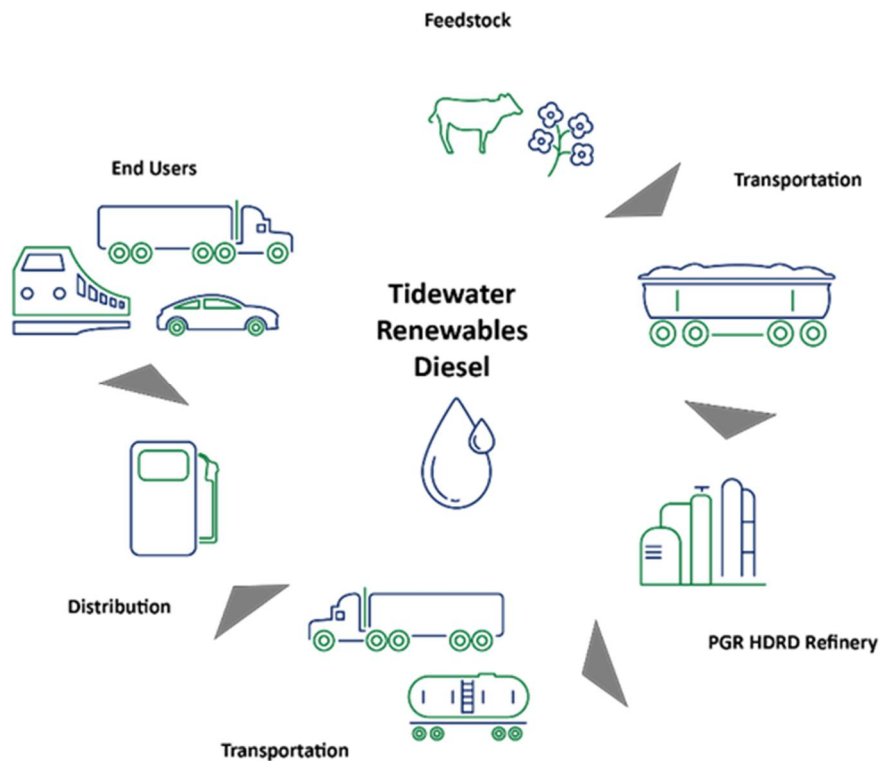 Feedstock
End Users
Transportation
Tidewater
Renewables
Diesel
Distribution
PGR HDRD Refinery
Transportation